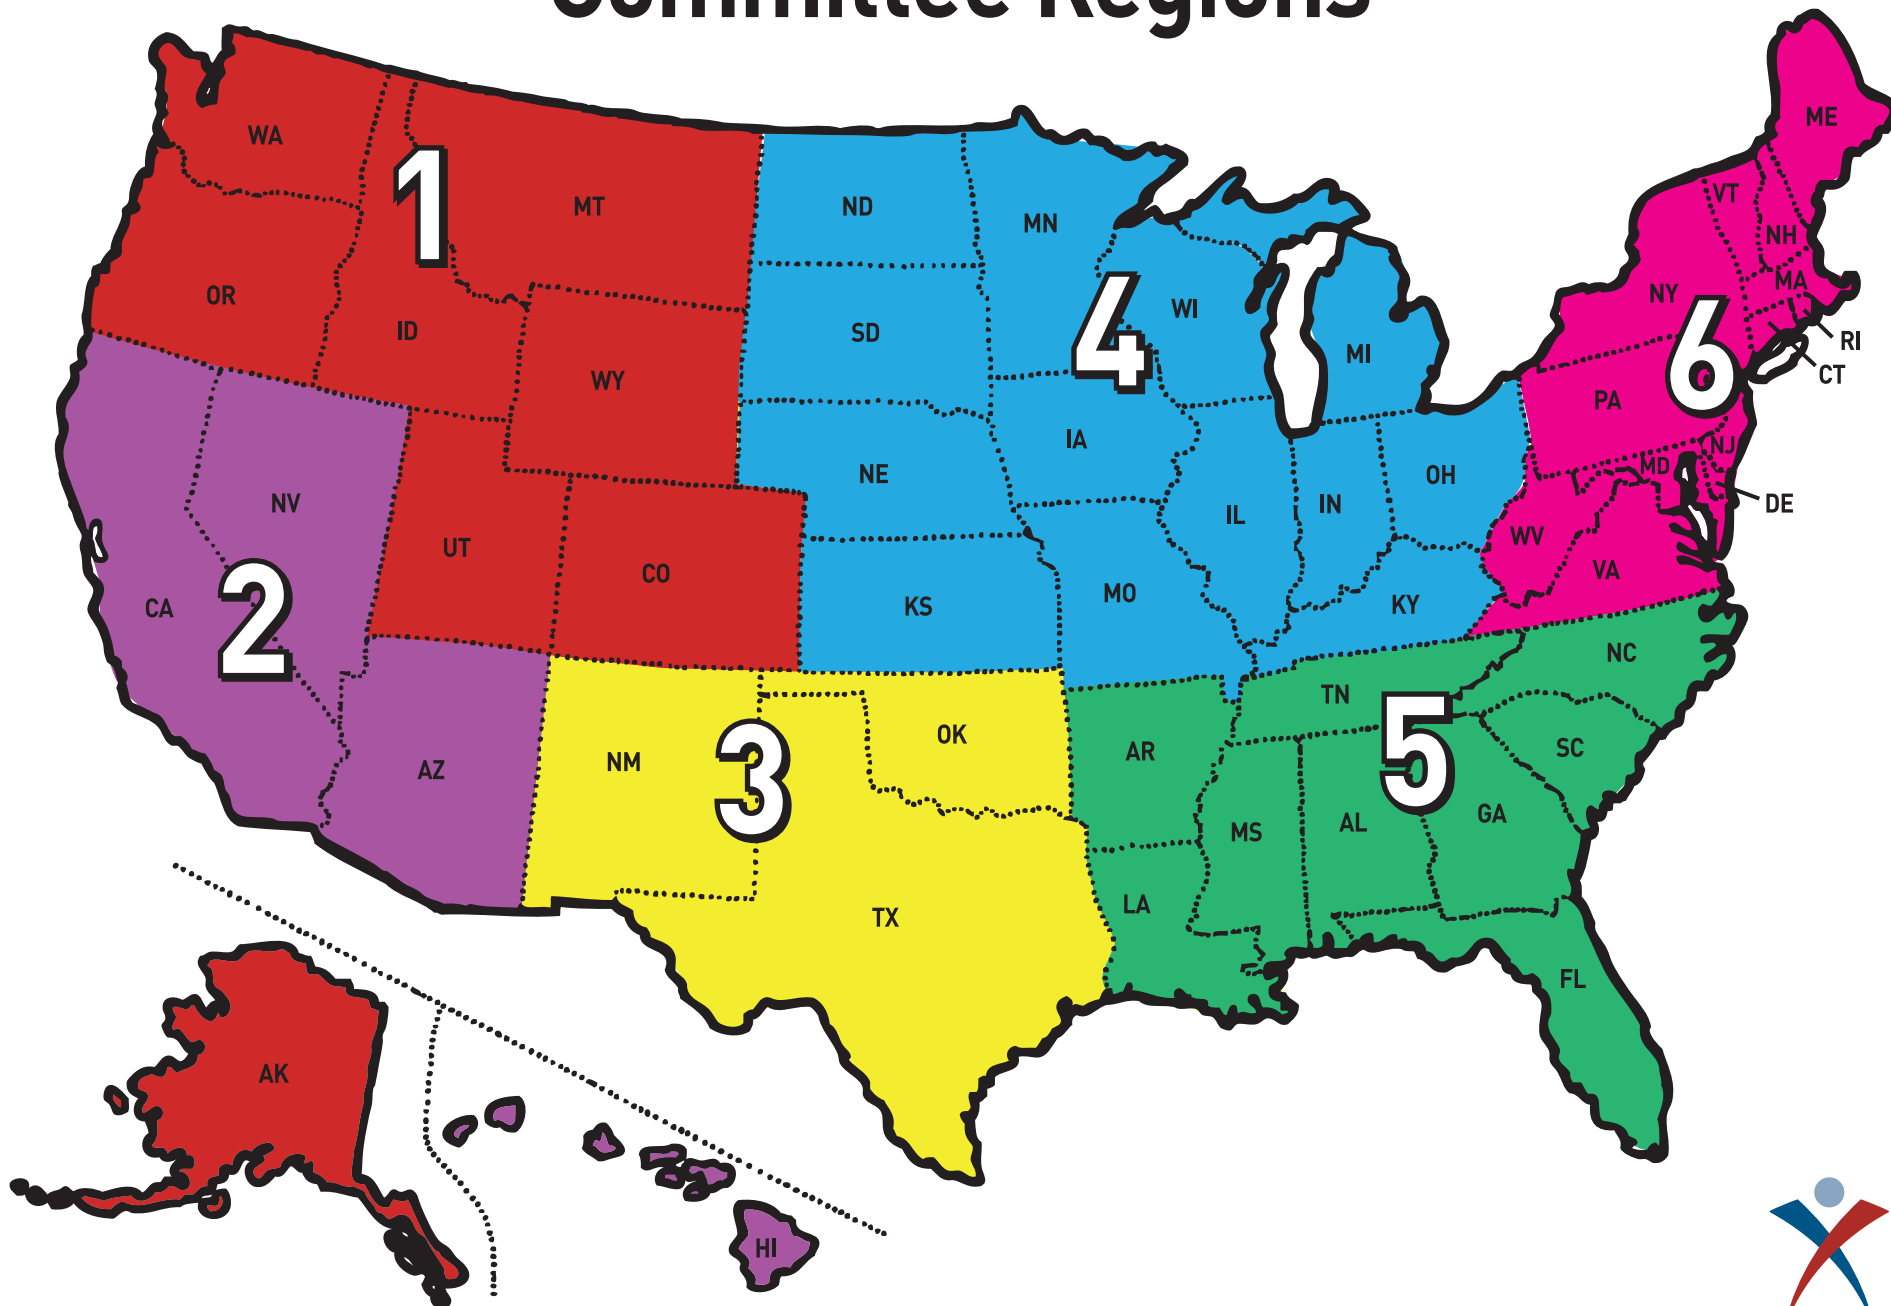 Committee Regions
WA
1
MT
OR
ID
WY
ND
MN
SD
4
WI
MI
NE
IA
IL
IN
OH
KS
MO
KY
ME
VT
NH
MA
NY
6
RI
CT
PA
NJ
MD
DE
WV
VA
NV
UT
CO
CA
2
AZ
NM
3
OK
TX
AR
TN
NC
5
SC
MS
AL
GA
LA
FL
AK
HI